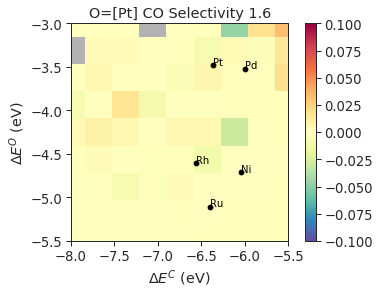 O=[Pt] CO Selectivity 1.6
−3.0
−3.5
−4.0
−4.5
−5.0
−5.5
ΔE^O (eV)
Pt
Pd
Rh
Ni
Ru
−8.0 −7.5 −7.0 −6.5 −6.0 −5.5
ΔE^C (eV)
0.100
0.075
0.050
0.025
0.000
−0.025
−0.050
−0.075
−0.100